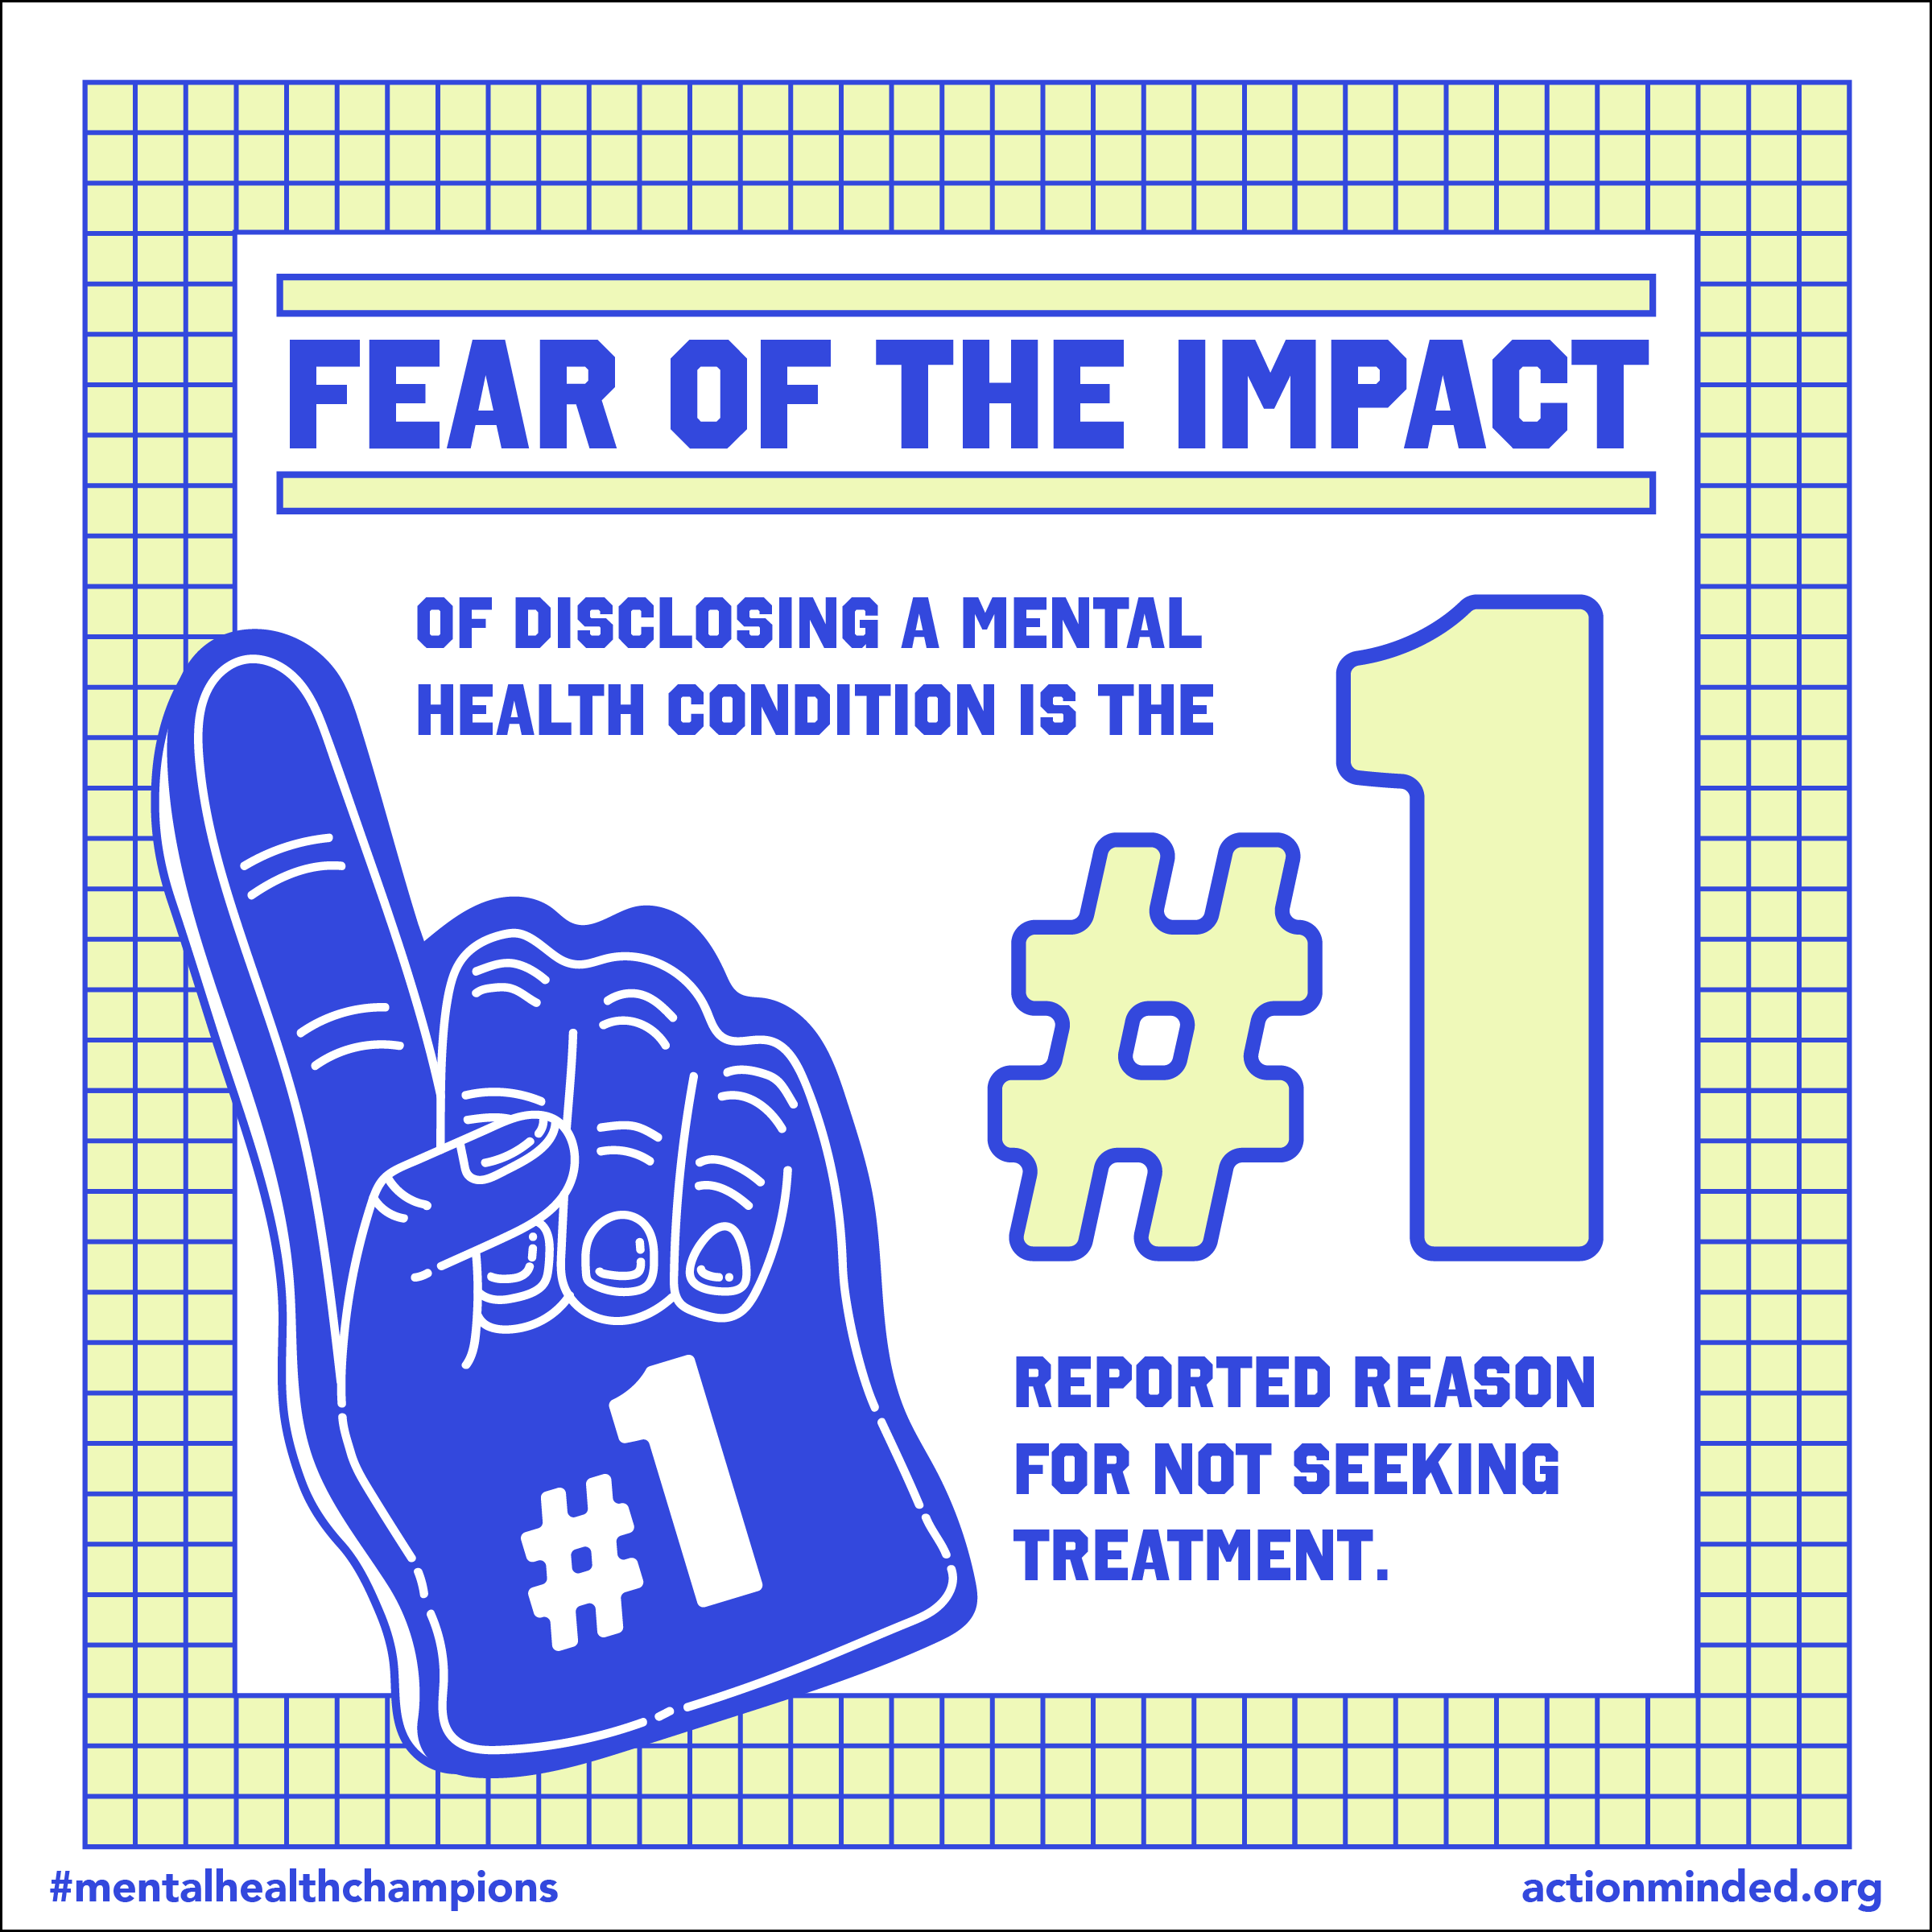 FEAR OF THE IMPACT
OF DISCLOSING A MENTAL
HEALTH CONDITION IS THE
#1
REPORTED REASON
FOR NOT SEEKING
TREATMENT.
#1
#mentalhealthchampions
actionminded.org